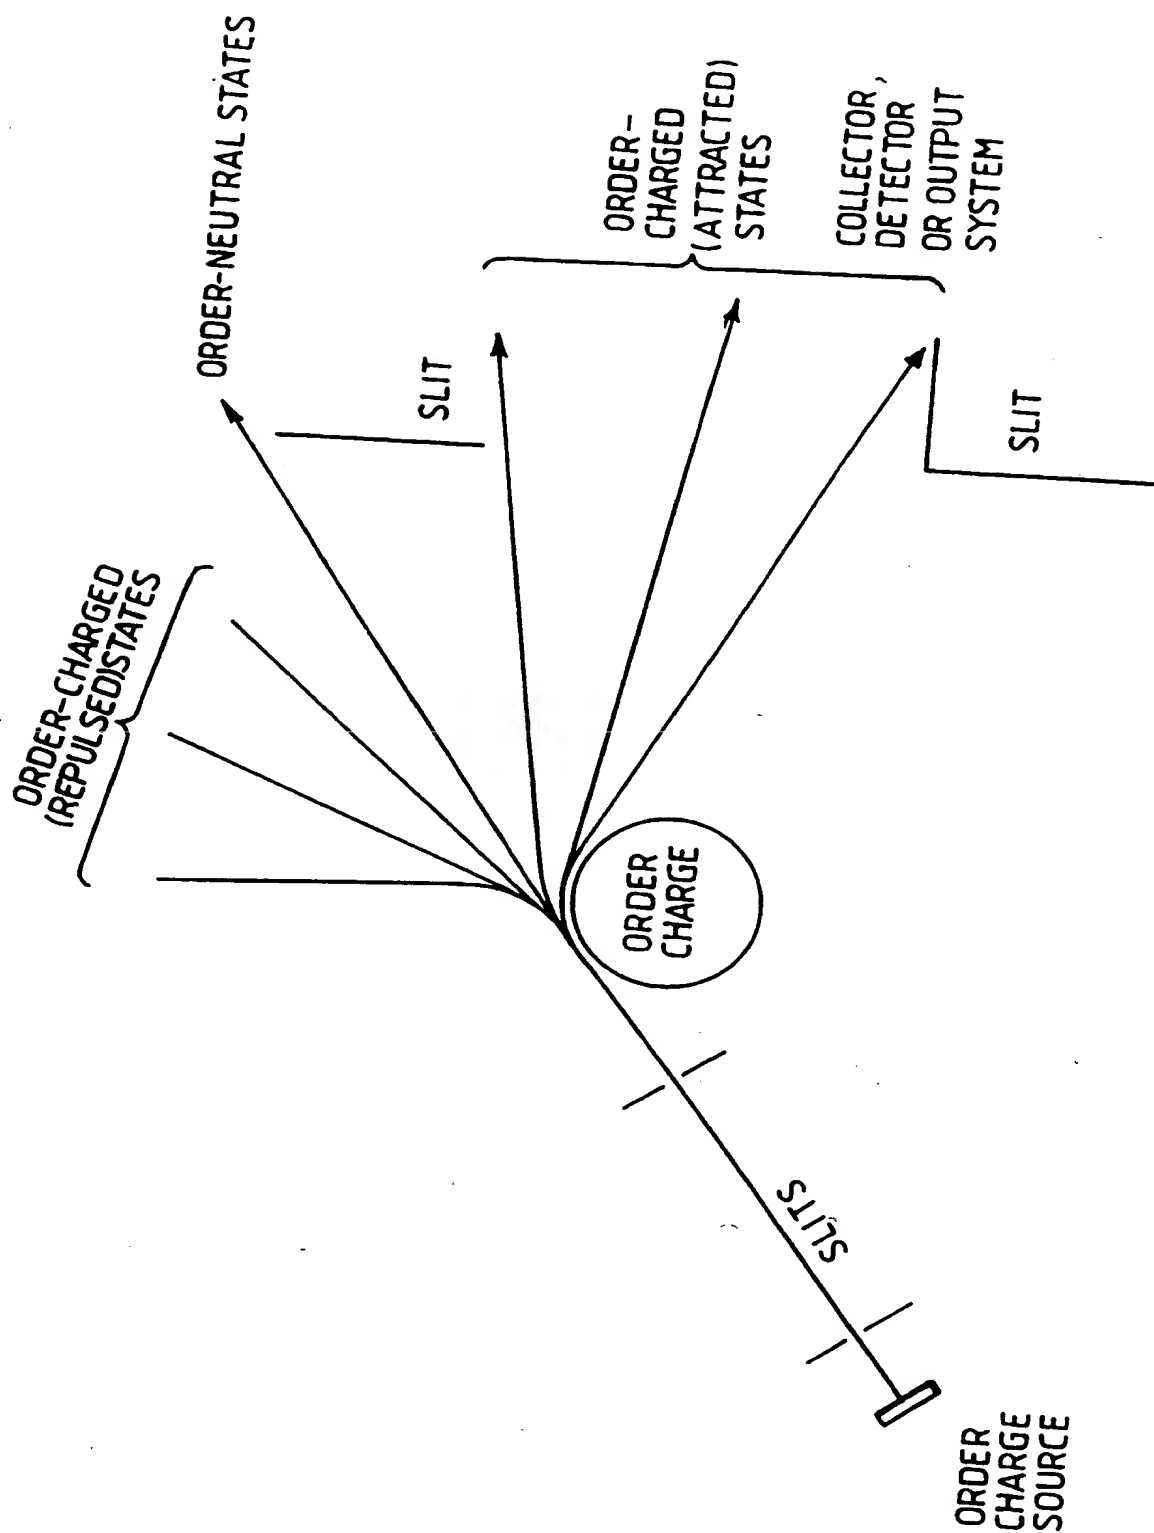 ORDER-CHARGED
(REPULSED)STATES
ORDER-NEUTRAL STATES
SLIT
ORDER-
CHARGED
(ATTRACTED)
STATES
COLLECTOR,
DETECTOR
OR OUTPUT
SYSTEM
SLIT
ORDER
CHARGE
SLITS
ORDER
CHARGE
SOURCE